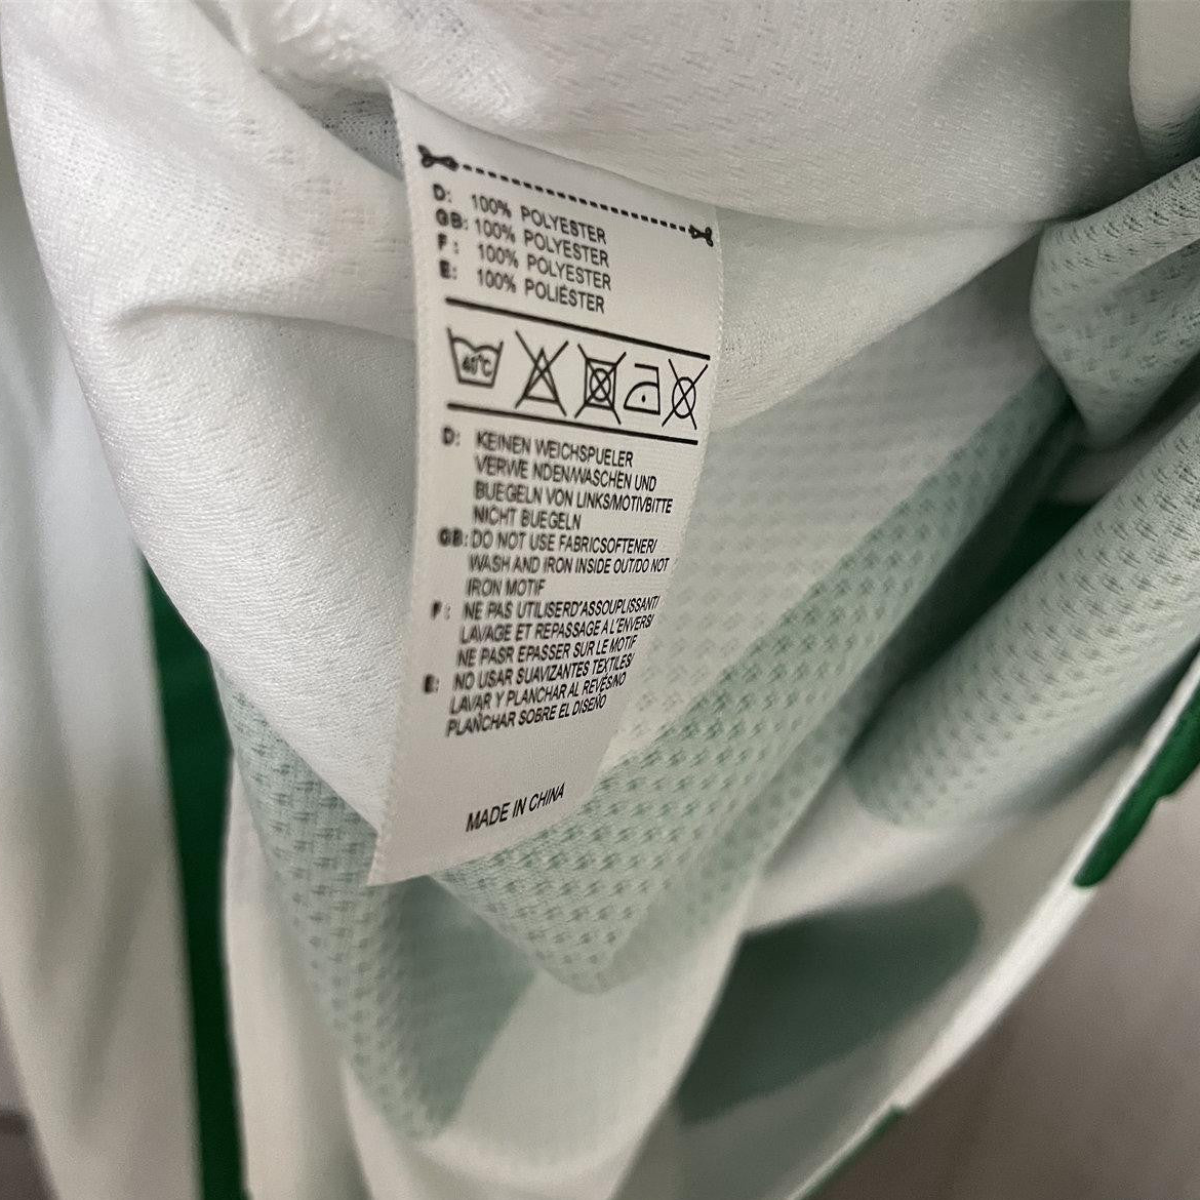 D: 100% POLYESTER
GB: 100% POLYESTER
F: 100% POLYESTER
E: 100% POLIÉSTER
40°C
D: KEINEN WEICHSPUELER
VERWE NDEN/WASCHEN UND
BUEGELN VON LINKS/MOTIVBITTE
NICHT BUEGELN
GB: DO NOT USE FABRICSOFTENER/
WASH AND IRON INSIDE OUT/DO NOT
IRON MOTIF
F: NE PAS UTILISERD'ASSOUPLISSANT/
LAVAGE ET REPASSAGE A L'ENVERS/
NE PASR EPASSER SUR LE MOTIF
E: NO USAR SUAVIZANTES TEXTILES/
LAVAR Y PLANCHAR AL REVÉS/NO
PLANCHAR SOBRE EL DISEÑO
MADE IN CHINA